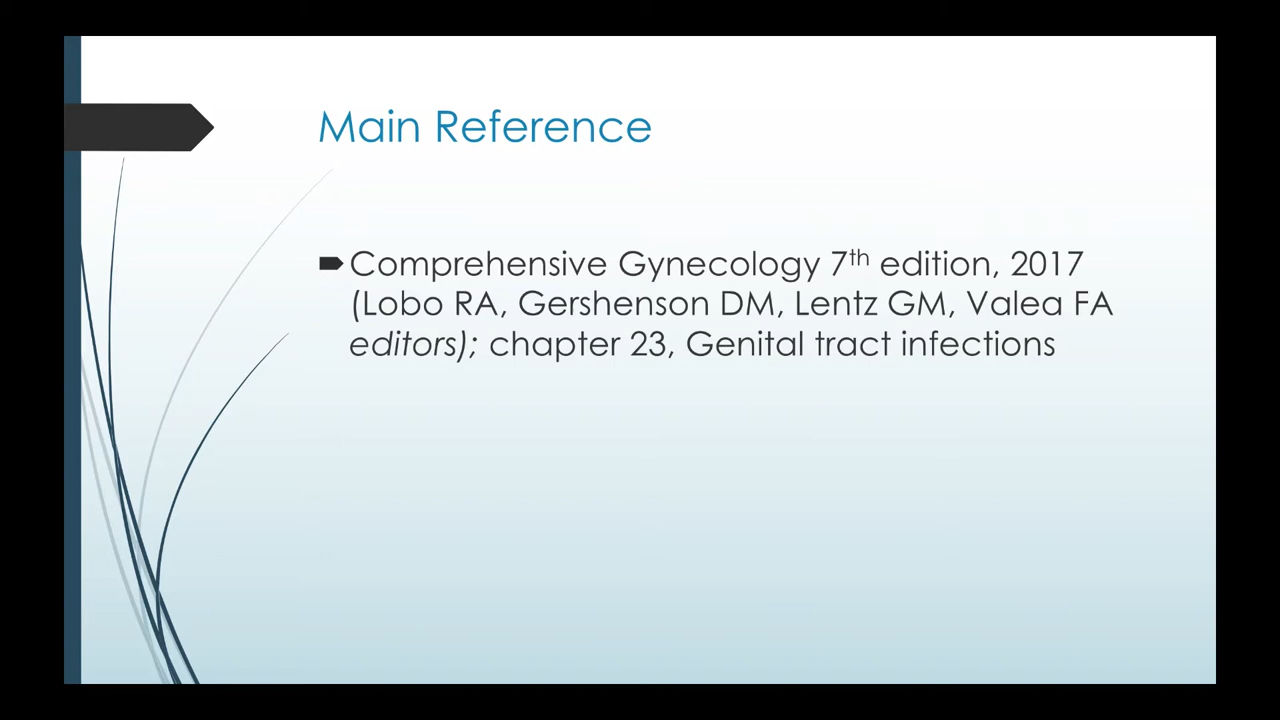 Main Reference
Comprehensive Gynecology 7th edition, 2017
(Lobo RA, Gershenson DM, Lentz GM, Valea FA
editors); chapter 23, Genital tract infections